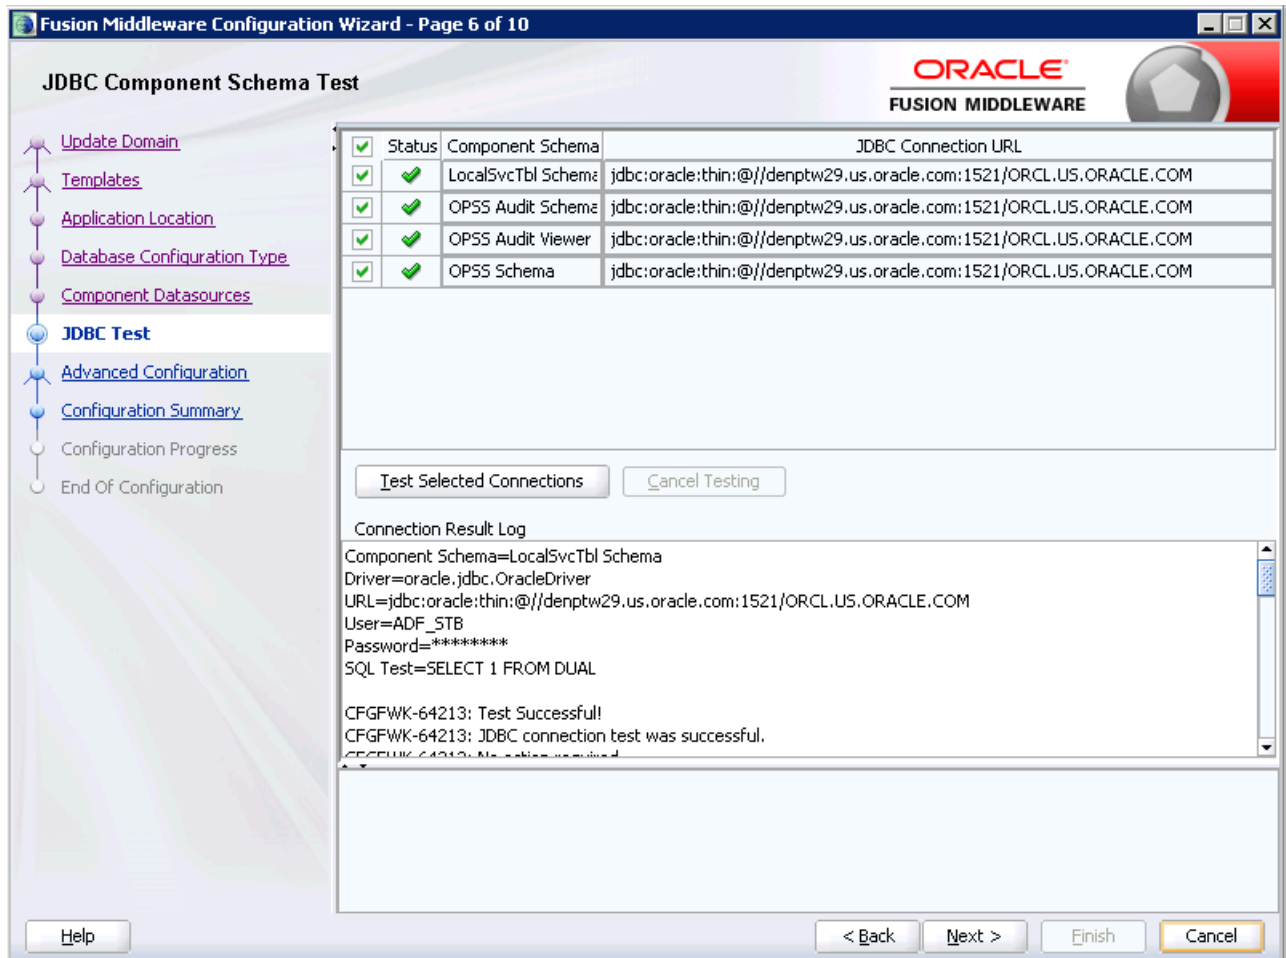 Fusion Middleware Configuration Wizard - Page 6 of 10
JDBC Component Schema Test
ORACLE
FUSION MIDDLEWARE
Update Domain
Templates
Application Location
Database Configuration Type
Component Datasources
JDBC Test
Advanced Configuration
Configuration Summary
Configuration Progress
End Of Configuration
Status Component Schema JDBC Connection URL
LocalSvcTbl Schema jdbc:oracle:thin:@//denptw29.us.oracle.com:1521/ORCL.US.ORACLE.COM
OPSS Audit Schema jdbc:oracle:thin:@//denptw29.us.oracle.com:1521/ORCL.US.ORACLE.COM
OPSS Audit Viewer jdbc:oracle:thin:@//denptw29.us.oracle.com:1521/ORCL.US.ORACLE.COM
OPSS Schema jdbc:oracle:thin:@//denptw29.us.oracle.com:1521/ORCL.US.ORACLE.COM
Test Selected Connections Cancel Testing
Connection Result Log
Component Schema=LocalSvcTbl Schema
Driver=oracle.jdbc.OracleDriver
URL=jdbc:oracle:thin:@//denptw29.us.oracle.com:1521/ORCL.US.ORACLE.COM
User=ADF_STB
Password=********
SQL Test=SELECT 1 FROM DUAL
CFGFWK-64213: Test Successful!
CFGFWK-64213: JDBC connection test was successful.
CFGFWK-64213: No action required
Help < Back Next > Finish Cancel